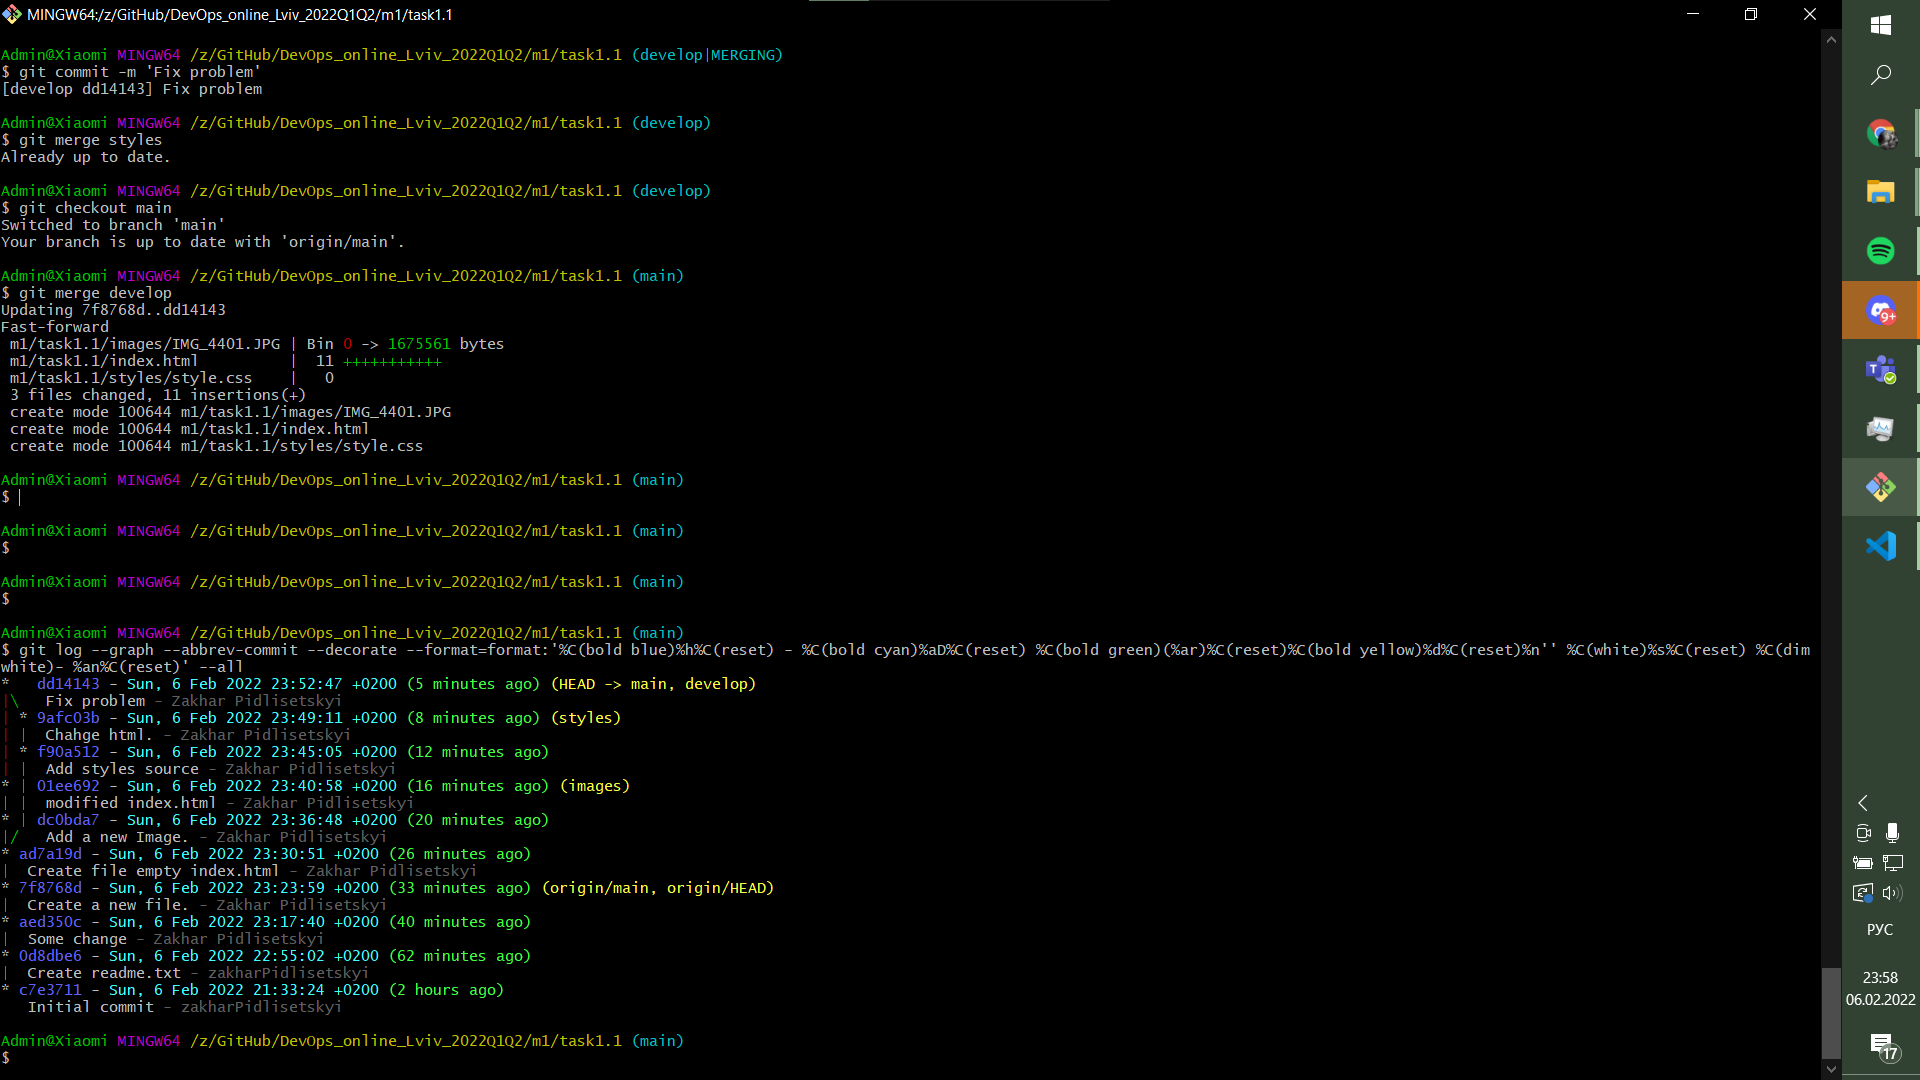 MINGW64:/z/GitHub/DevOps_online_Lviv_2022Q1Q2/m1/task1.1
Admin@Xiaomi MINGW64 /z/GitHub/DevOps_online_Lviv_2022Q1Q2/m1/task1.1 (develop|MERGING)
$ git commit -m 'Fix problem'
[develop dd14143] Fix problem
Admin@Xiaomi MINGW64 /z/GitHub/DevOps_online_Lviv_2022Q1Q2/m1/task1.1 (develop)
$ git merge styles
Already up to date.
Admin@Xiaomi MINGW64 /z/GitHub/DevOps_online_Lviv_2022Q1Q2/m1/task1.1 (develop)
$ git checkout main
Switched to branch 'main'
Your branch is up to date with 'origin/main'.
Admin@Xiaomi MINGW64 /z/GitHub/DevOps_online_Lviv_2022Q1Q2/m1/task1.1 (main)
$ git merge develop
Updating 7f8768d..dd14143
Fast-forward
 m1/task1.1/images/IMG_4401.JPG | Bin 0 -> 1675561 bytes
 m1/task1.1/index.html          |  11 +++++++++++
 m1/task1.1/styles/style.css    |   0
 3 files changed, 11 insertions(+)
 create mode 100644 m1/task1.1/images/IMG_4401.JPG
 create mode 100644 m1/task1.1/index.html
 create mode 100644 m1/task1.1/styles/style.css
Admin@Xiaomi MINGW64 /z/GitHub/DevOps_online_Lviv_2022Q1Q2/m1/task1.1 (main)
$
Admin@Xiaomi MINGW64 /z/GitHub/DevOps_online_Lviv_2022Q1Q2/m1/task1.1 (main)
$
Admin@Xiaomi MINGW64 /z/GitHub/DevOps_online_Lviv_2022Q1Q2/m1/task1.1 (main)
$
Admin@Xiaomi MINGW64 /z/GitHub/DevOps_online_Lviv_2022Q1Q2/m1/task1.1 (main)
$ git log --graph --abbrev-commit --decorate --format=format:'%C(bold blue)%h%C(reset) - %C(bold cyan)%aD%C(reset) %C(bold green)(%ar)%C(reset)%C(bold yellow)%d%C(reset)%n'' %C(white)%s%C(reset) %C(dim
white)- %an%C(reset)' --all
*   dd14143 - Sun, 6 Feb 2022 23:52:47 +0200 (5 minutes ago) (HEAD -> main, develop)
|\   Fix problem - Zakhar Pidlisetskyi
| * 9afc03b - Sun, 6 Feb 2022 23:49:11 +0200 (8 minutes ago) (styles)
| |  Chahge html. - Zakhar Pidlisetskyi
| * f90a512 - Sun, 6 Feb 2022 23:45:05 +0200 (12 minutes ago)
| |  Add styles source - Zakhar Pidlisetskyi
* | 01ee692 - Sun, 6 Feb 2022 23:40:58 +0200 (16 minutes ago) (images)
| |  modified index.html - Zakhar Pidlisetskyi
* | dc0bda7 - Sun, 6 Feb 2022 23:36:48 +0200 (20 minutes ago)
|/   Add a new Image. - Zakhar Pidlisetskyi
* ad7a19d - Sun, 6 Feb 2022 23:30:51 +0200 (26 minutes ago)
|  Create file empty index.html - Zakhar Pidlisetskyi
* 7f8768d - Sun, 6 Feb 2022 23:23:59 +0200 (33 minutes ago) (origin/main, origin/HEAD)
|  Create a new file. - Zakhar Pidlisetskyi
* aed350c - Sun, 6 Feb 2022 23:17:40 +0200 (40 minutes ago)
|  Some change - Zakhar Pidlisetskyi
* 0d8dbe6 - Sun, 6 Feb 2022 22:55:02 +0200 (62 minutes ago)
|  Create readme.txt - zakharPidlisetskyi
* c7e3711 - Sun, 6 Feb 2022 21:33:24 +0200 (2 hours ago)
   Initial commit - zakharPidlisetskyi
Admin@Xiaomi MINGW64 /z/GitHub/DevOps_online_Lviv_2022Q1Q2/m1/task1.1 (main)
$
9+
T
РУС
23:58
06.02.2022
17